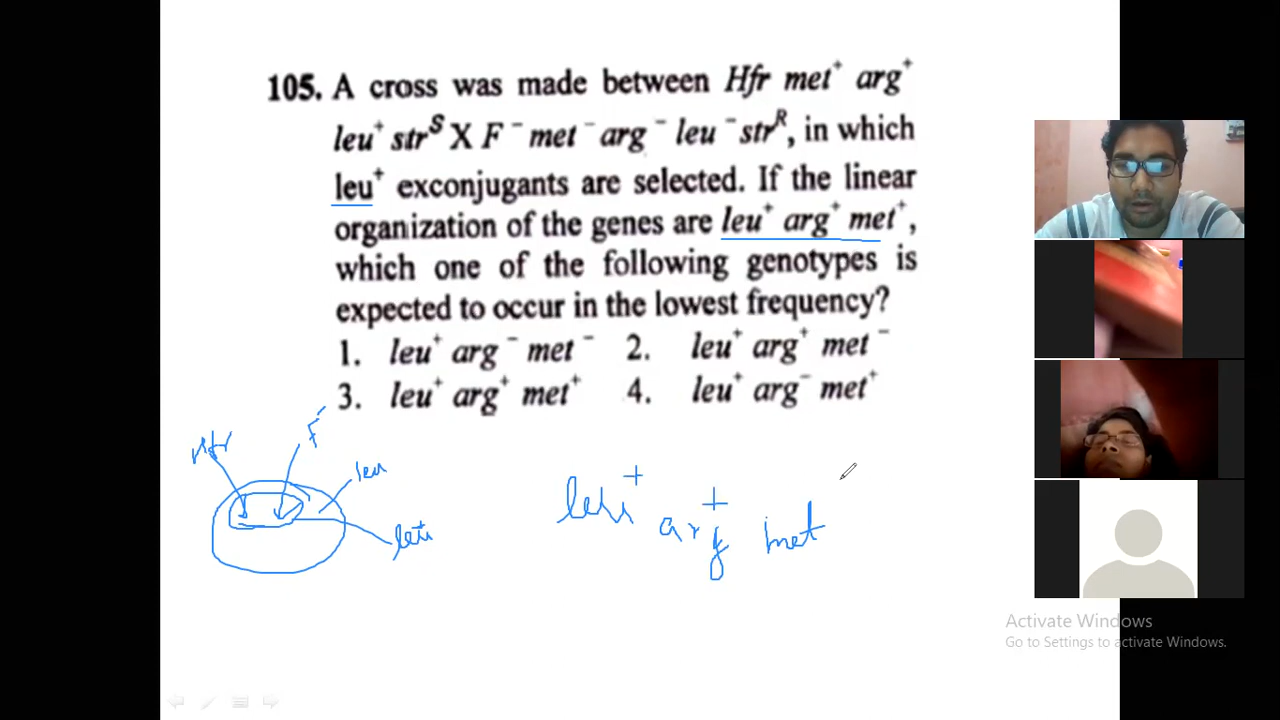 105. A cross was made between Hfr met⁺ arg⁺
leu⁺ strˢ X F⁻ met⁻ arg⁻ leu⁻ strᴿ, in which
leu⁺ exconjugants are selected. If the linear
organization of the genes are leu⁺ arg⁺ met⁺,
which one of the following genotypes is
expected to occur in the lowest frequency?
1. leu⁺ arg⁻ met⁻ 2. leu⁺ arg⁺ met⁻
3. leu⁺ arg⁺ met⁺ 4. leu⁺ arg⁻ met⁺
Hfr F⁻ leu
leu⁺
leu⁺ arg⁺ met
Activate Windows
Go to Settings to activate Windows.